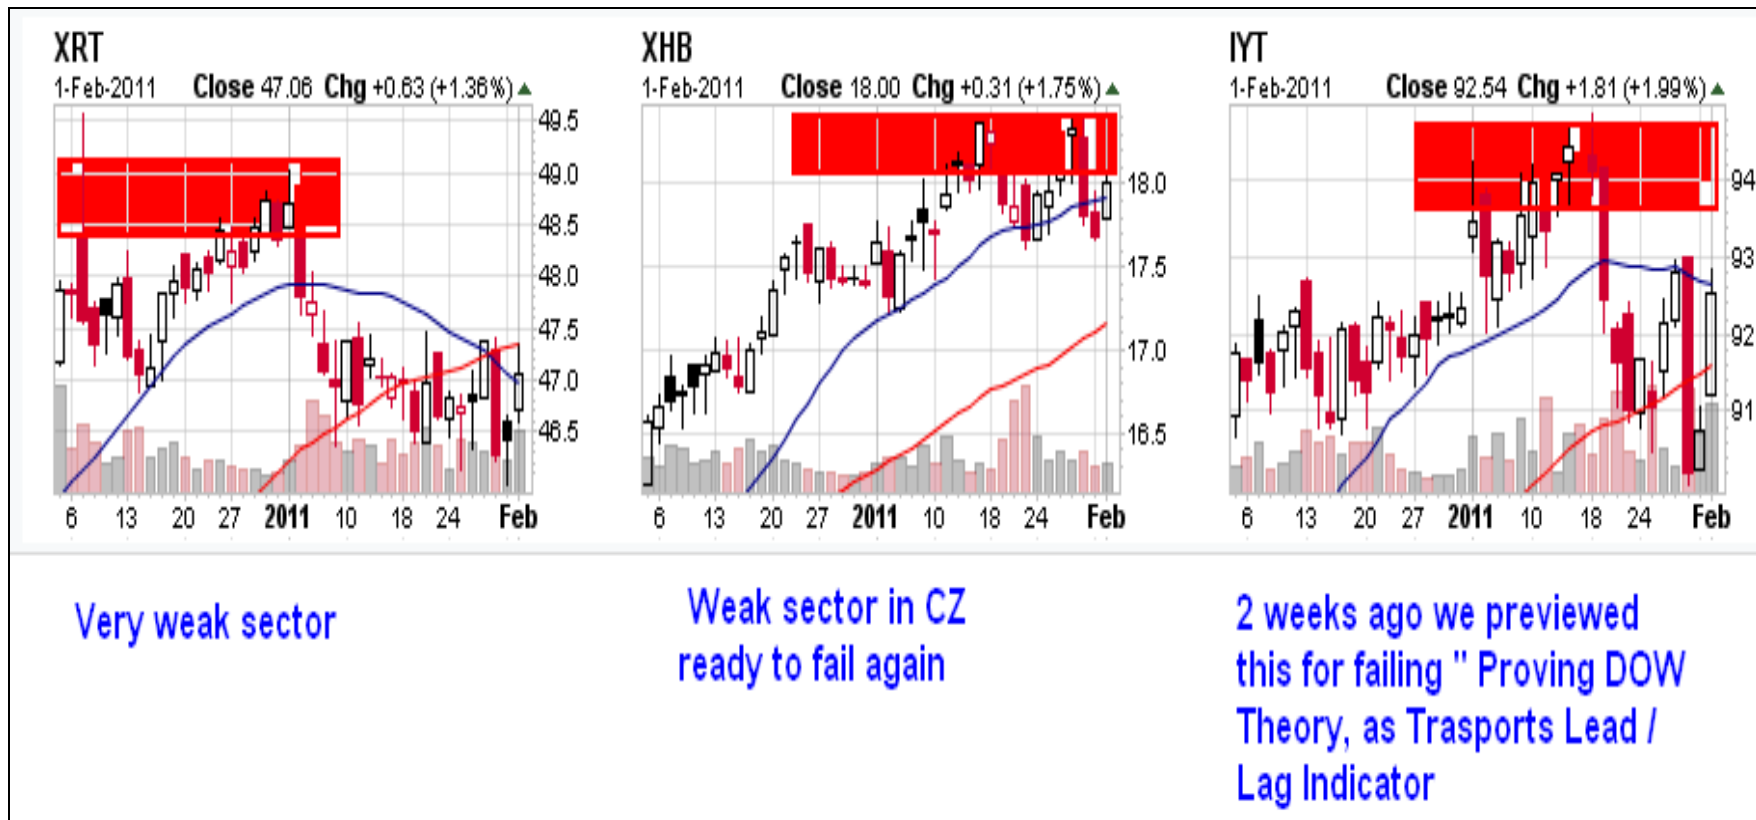 XRT
1-Feb-2011 Close 47.06 Chg +0.63 (+1.36%)
49.5
49.0
48.5
48.0
47.5
47.0
46.5
6 13 20 27 2011 10 18 24 Feb
Very weak sector
XHB
1-Feb-2011 Close 18.00 Chg +0.31 (+1.75%)
18.0
17.5
17.0
16.5
6 13 20 27 2011 10 18 24 Feb
Weak sector in CZ
ready to fail again
IYT
1-Feb-2011 Close 92.54 Chg +1.81 (+1.99%)
94
93
92
91
6 13 20 27 2011 10 18 24 Feb
2 weeks ago we previewed
this for failing " Proving DOW
Theory, as Trasports Lead /
Lag Indicator